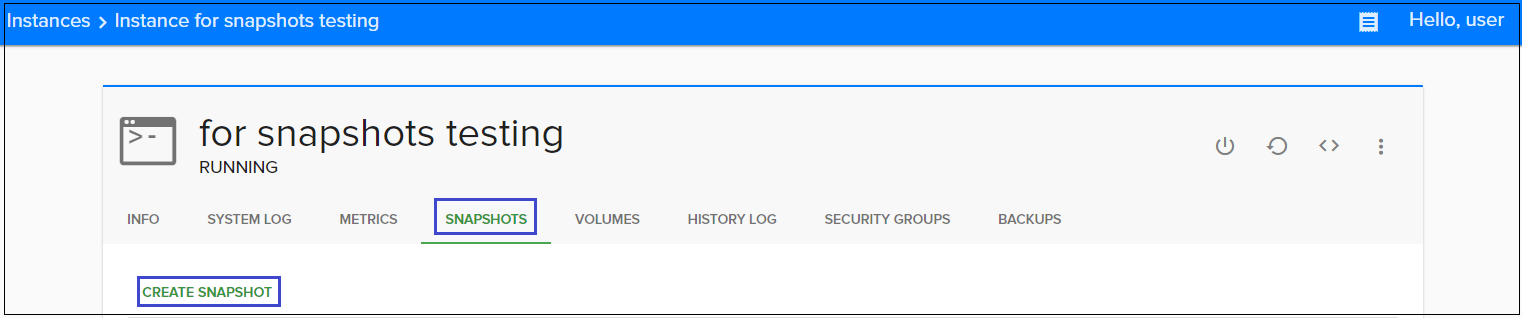 Instances > Instance for snapshots testing
Hello, user
for snapshots testing
RUNNING
INFO SYSTEM LOG METRICS SNAPSHOTS VOLUMES HISTORY LOG SECURITY GROUPS BACKUPS
CREATE SNAPSHOT